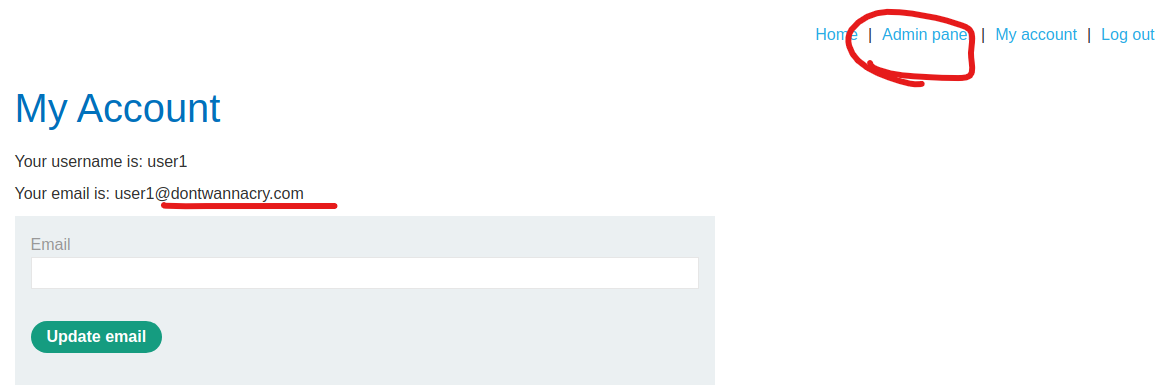 Home | Admin panel | My account | Log out
My Account
Your username is: user1
Your email is: user1@dontwannacry.com
Email
Update email